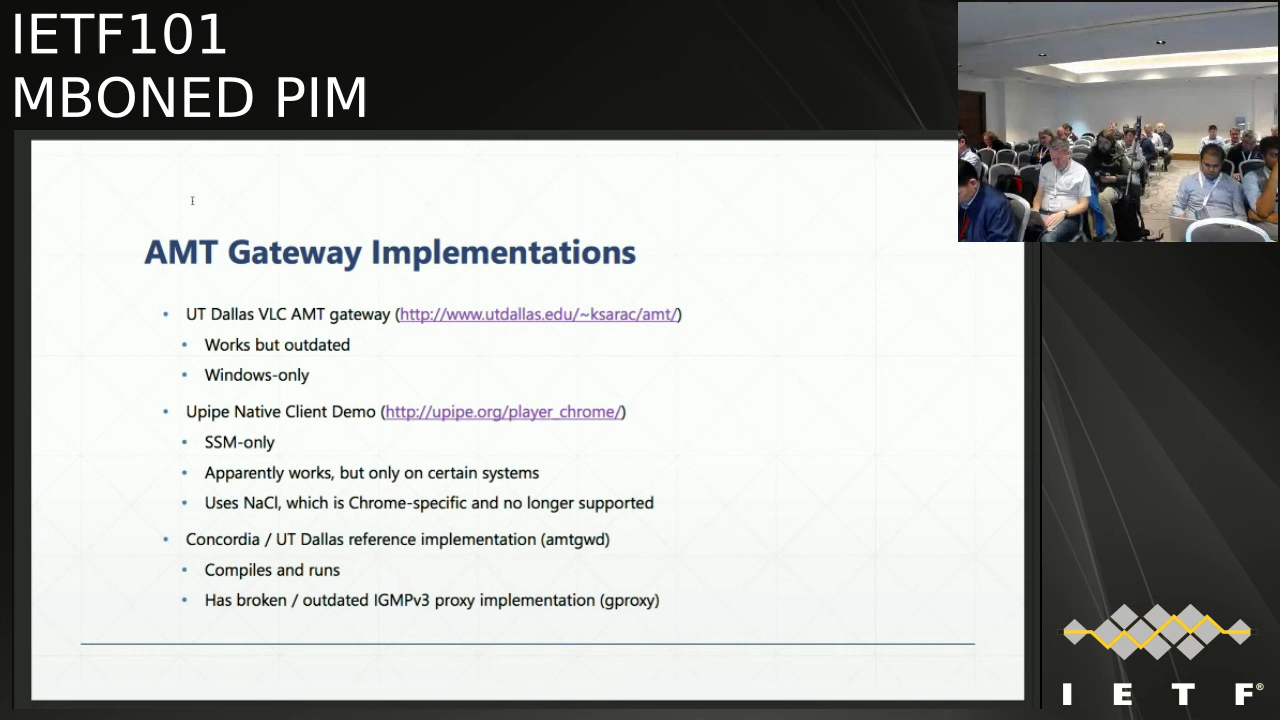 IETF101
MBONED PIM
AMT Gateway Implementations
• UT Dallas VLC AMT gateway (http://www.utdallas.edu/~ksarac/amt/)
• Works but outdated
• Windows-only
• Upipe Native Client Demo (http://upipe.org/player_chrome/)
• SSM-only
• Apparently works, but only on certain systems
• Uses NaCl, which is Chrome-specific and no longer supported
• Concordia / UT Dallas reference implementation (amtgwd)
• Compiles and runs
• Has broken / outdated IGMPv3 proxy implementation (gproxy)
I E T F®